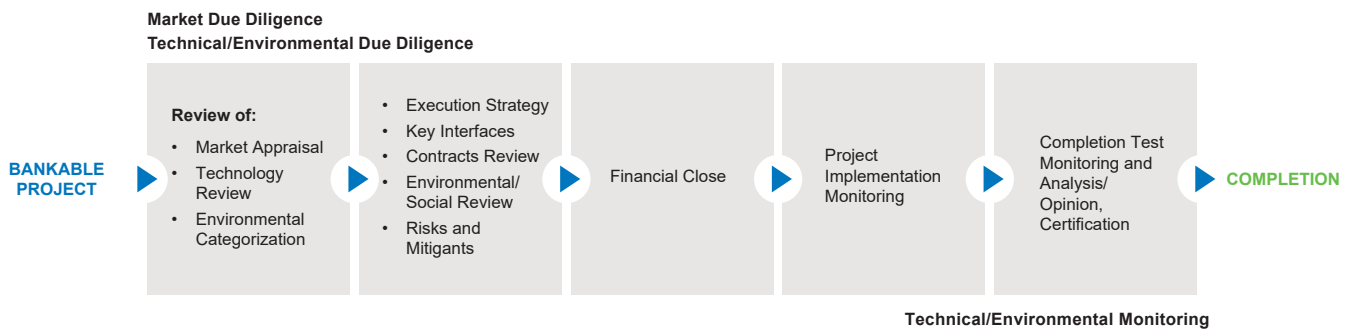 Market Due Diligence
Technical/Environmental Due Diligence
BANKABLE
PROJECT
Review of:
• Market Appraisal
• Technology
Review
• Environmental
Categorization
• Execution Strategy
• Key Interfaces
• Contracts Review
• Environmental/
Social Review
• Risks and
Mitigants
Financial Close
Project
Implementation
Monitoring
Completion Test
Monitoring and
Analysis/
Opinion,
Certification
COMPLETION
Technical/Environmental Monitoring